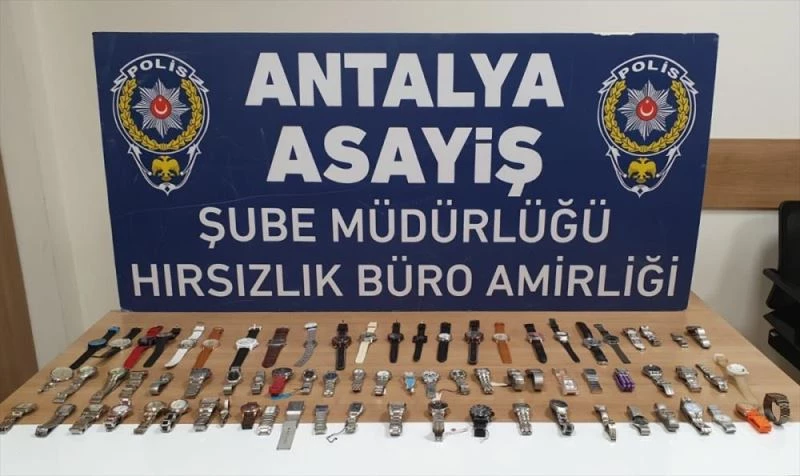 POLİS
POLİS
ANTALYA
ASAYİŞ
ŞUBE MÜDÜRLÜĞÜ
HIRSIZLIK BÜRO AMİRLİĞİ